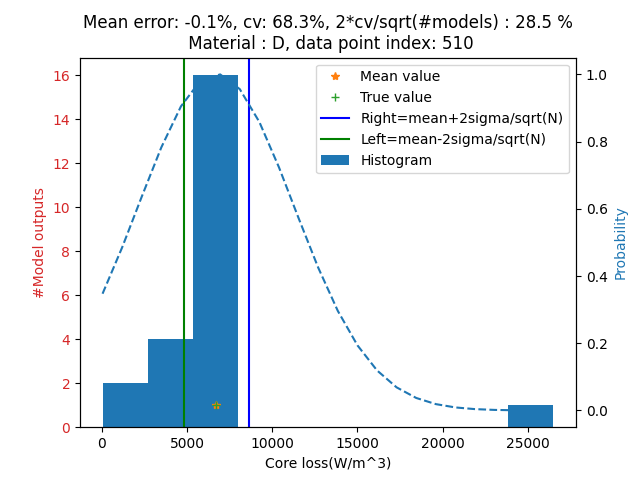 Mean error: -0.1%, cv: 68.3%, 2*cv/sqrt(#models) : 28.5 %
Material : D, data point index: 510
Mean value
True value
Right=mean+2sigma/sqrt(N)
Left=mean-2sigma/sqrt(N)
Histogram
16
14
12
10
8
6
4
2
0
#Model outputs
1.0
0.8
0.6
0.4
0.2
0.0
Probability
0 5000 10000 15000 20000 25000
Core loss(W/m^3)